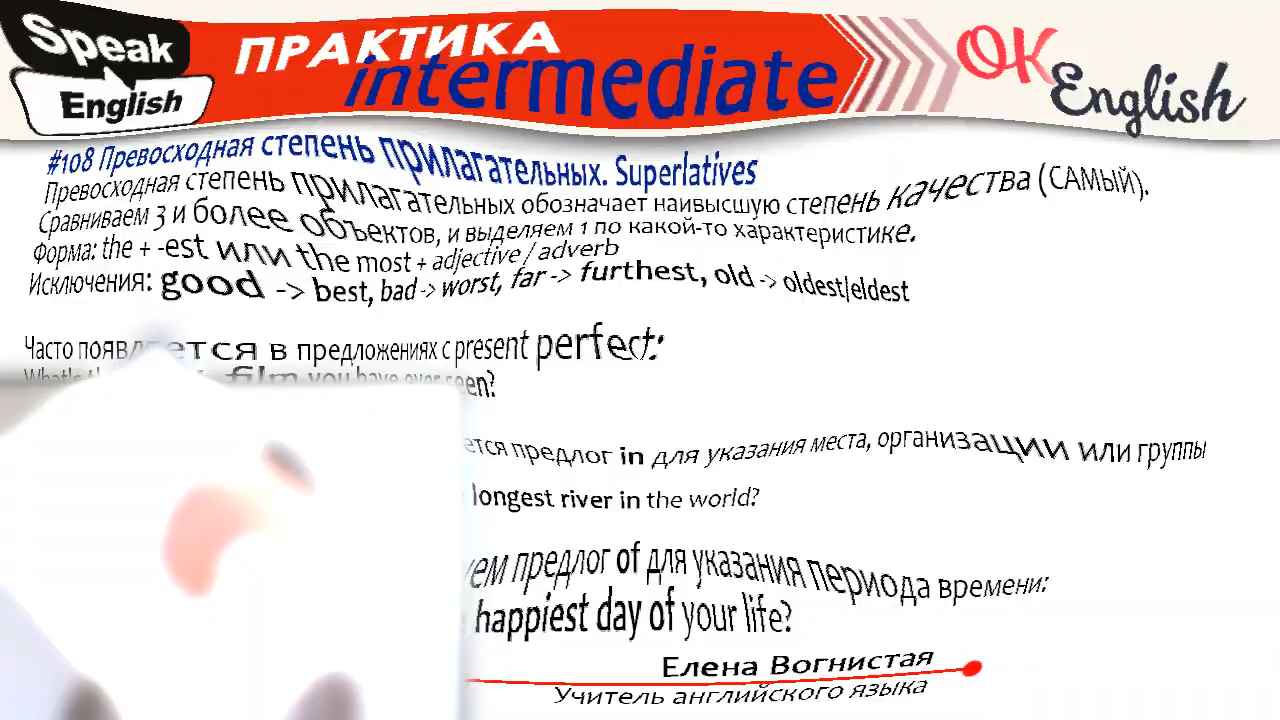 Speak
English
ПРАКТИКА
intermediate
OK
English
#108 Превосходная степень прилагательных. Superlatives
Превосходная степень прилагательных обозначает наивысшую степень качества (САМЫЙ).
Сравниваем 3 и более объектов, и выделяем 1 по какой-то характеристике.
Форма: the + -est или the most + adjective / adverb
Исключения: good -> best, bad -> worst, far -> furthest, old -> oldest/eldest
Часто появляется в предложениях с present perfect:
film you have ever seen?
предлог in для указания места, организации или группы
longest river in the world?
предлог of для указания периода времени:
happiest day of your life?
Елена Вогнистая
Учитель английского языка